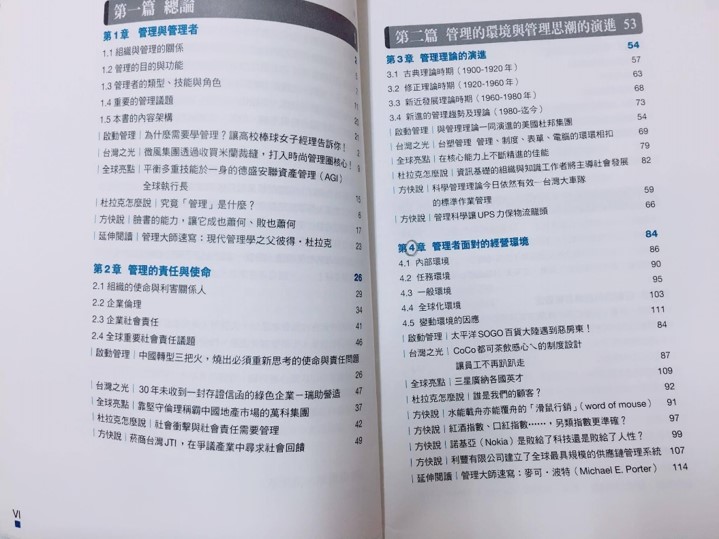 第一篇 總論
第1章 管理與管理者
1.1 組織與管理的關係 2
1.2 管理的目的與功能
1.3 管理者的類型、技能與角色
1.4 重要的管理議題 11
1.5 本書的內容架構 20
|啟動管理|為什麼需要學管理？讓高校棒球女子經理告訴你！ 2
|台灣之光|微風集團透過收買米蘭裁縫，打入時尚管理圈核心！ 9
|全球亮點|平衡多重技能於一身的德盛安聯資產管理（AGI）
全球執行長 15
|杜拉克怎麼說|究竟「管理」是什麼？ 6
|方快說|臉書的能力，讓它成也蕭何、敗也蕭何 17
|延伸閱讀|管理大師速寫：現代管理學之父彼得·杜拉克 23
第2章 管理的責任與使命 26
2.1 組織的使命與利害關係人 29
2.2 企業倫理 34
2.3 企業社會責任 41
2.4 全球重要社會責任議題 46
|啟動管理|中國轉型三把火，燒出必須重新思考的使命與責任問題
26
|台灣之光|30年未收到一封存證信函的綠色企業－瑞助營造 47
|全球亮點|靠堅守倫理稱霸中國地產市場的萬科集團 37
|杜拉克怎麼說|社會衝擊與社會責任需要管理 42
|方快說|菸商台灣JTI，在爭議產業中尋求社會回饋 49
VI
第二篇 管理的環境與管理思潮的演進 53
第3章 管理理論的演進 54
3.1 古典理論時期（1900-1920年） 57
3.2 修正理論時期（1920-1960年） 63
3.3 新近發展理論時期（1960-1980年） 68
3.4 新進的管理趨勢及理論（1980-迄今） 73
|啟動管理|與管理理論一同演進的美國杜邦集團 54
|台灣之光|台塑管理 管理、制度、表單、電腦的環環相扣 69
|全球亮點|在核心能力上不斷精進的佳能 79
|杜拉克怎麼說|資訊基礎的組織與知識工作者將主導社會發展 82
|方快說|科學管理理論今日依然有效─台灣大車隊
的標準作業管理 59
|方快說|管理科學讓UPS力保物流龍頭 66
第4章 管理者面對的經營環境 84
4.1 內部環境 86
4.2 任務環境 90
4.3 一般環境 95
4.4 全球化環境 103
4.5 變動環境的因應 111
|啟動管理|太平洋SOGO百貨大陸遇到惡房東！ 84
|台灣之光|CoCo都可茶飲感心ㄟ的制度設計
讓員工不再趴趴走 87
|全球亮點|三星廣納各國英才 109
|杜拉克怎麼說|誰是我們的顧客？ 92
|方快說|水能載舟亦能覆舟的「滑鼠行銷」（word of mouse） 91
|方快說|紅酒指數、口紅指數……，另類指數更準確？ 97
|方快說|諾基亞（Nokia）是敗給了科技還是敗給了人性？ 99
|方快說|利豐有限公司建立了全球最具規模的供應鏈管理系統 107
|延伸閱讀|管理大師速寫：麥可·波特（Michael E. Porter） 114